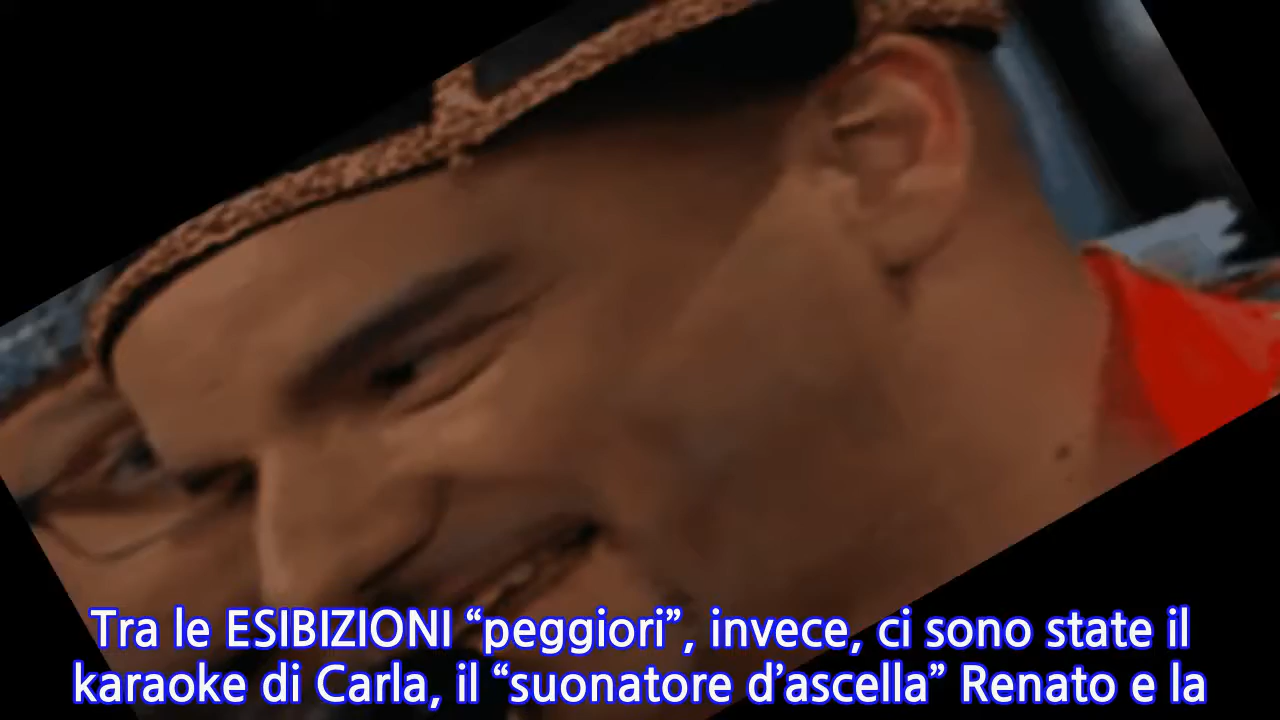 Tra le ESIBIZIONI “peggiori”, invece, ci sono state il
karaoke di Carla, il “suonatore d’ascella” Renato e la